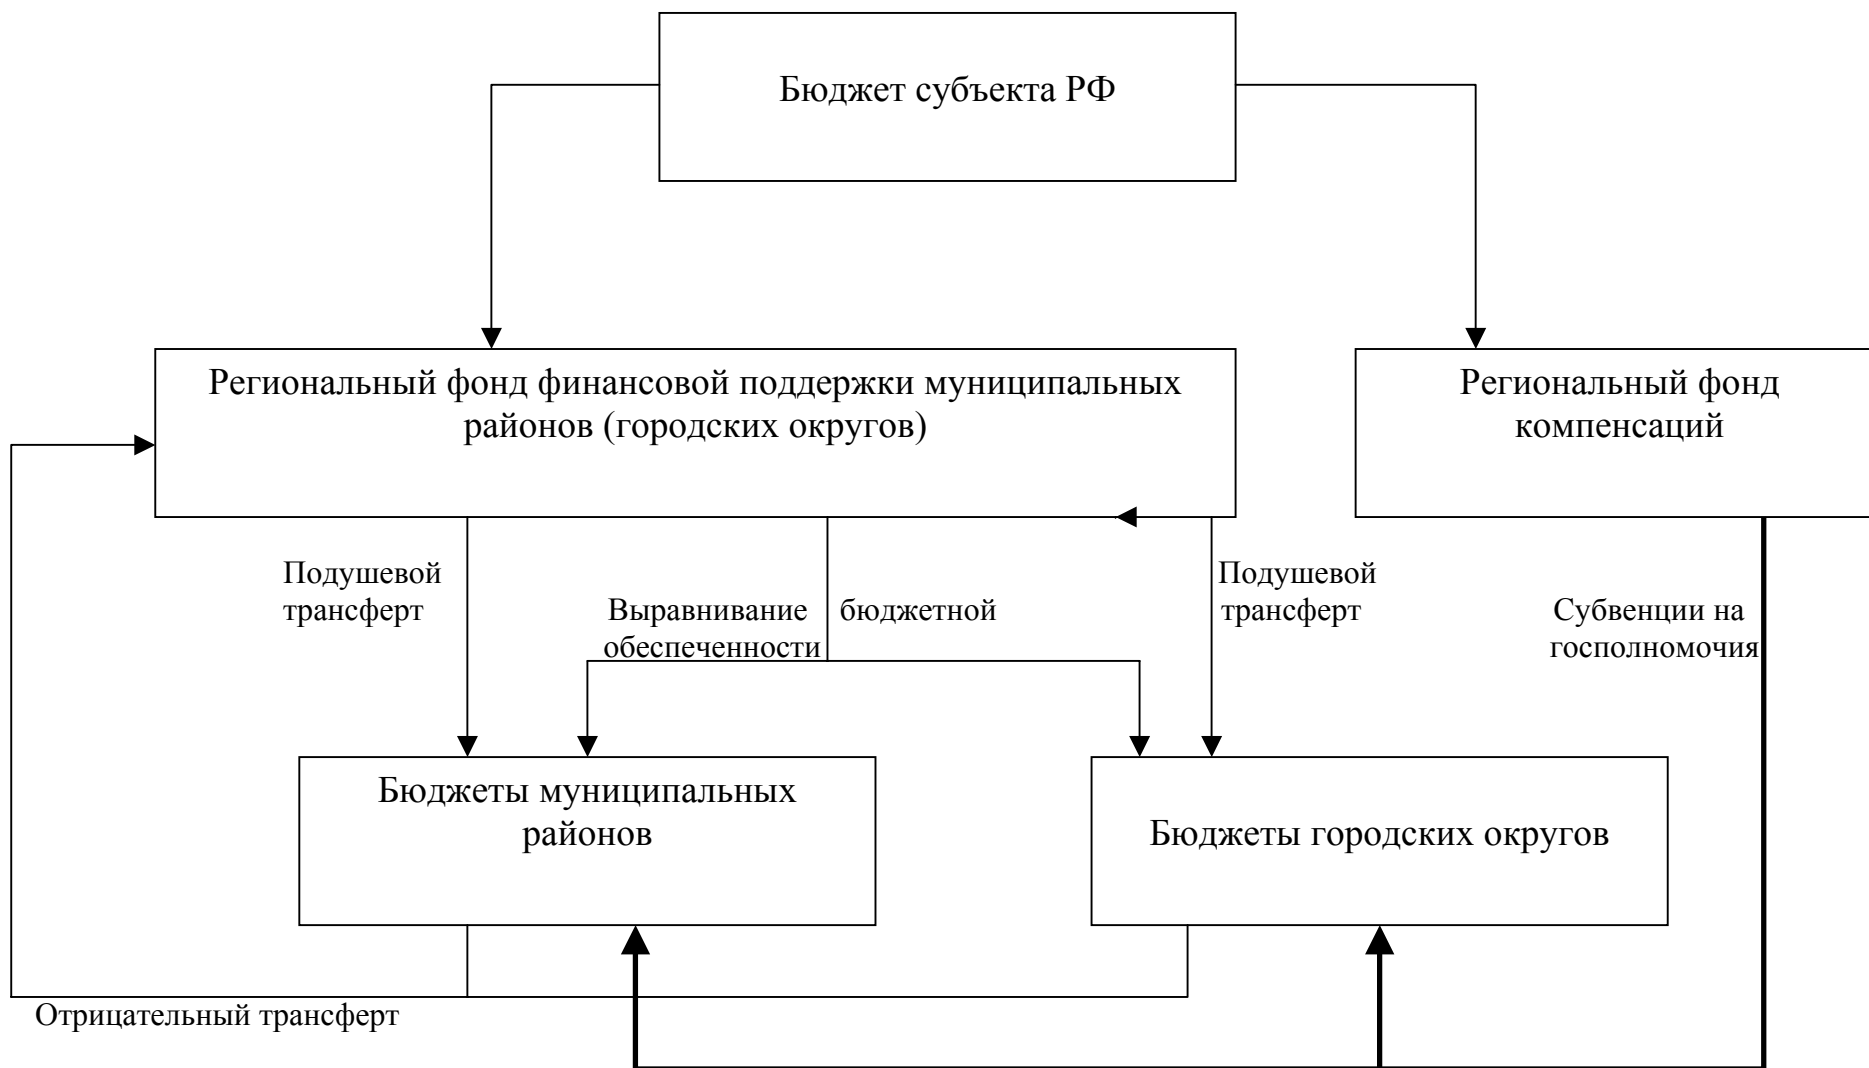 Бюджет субъекта РФ
Региональный фонд финансовой поддержки муниципальных
районов (городских округов)
Региональный фонд
компенсаций
Подушевой
трансферт
Выравнивание бюджетной
обеспеченности
Подушевой
трансферт
Субвенции на
госполномочия
Бюджеты муниципальных
районов
Бюджеты городских округов
Отрицательный трансферт